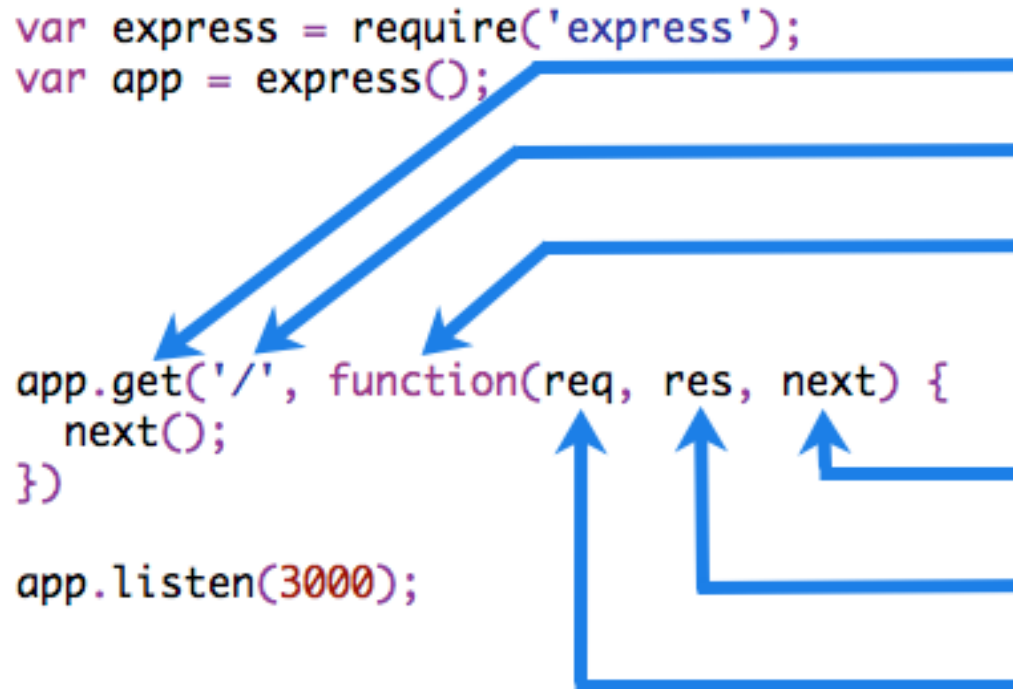 var express = require('express');
var app = express();
app.get('/', function(req, res, next) {
  next();
})
app.listen(3000);